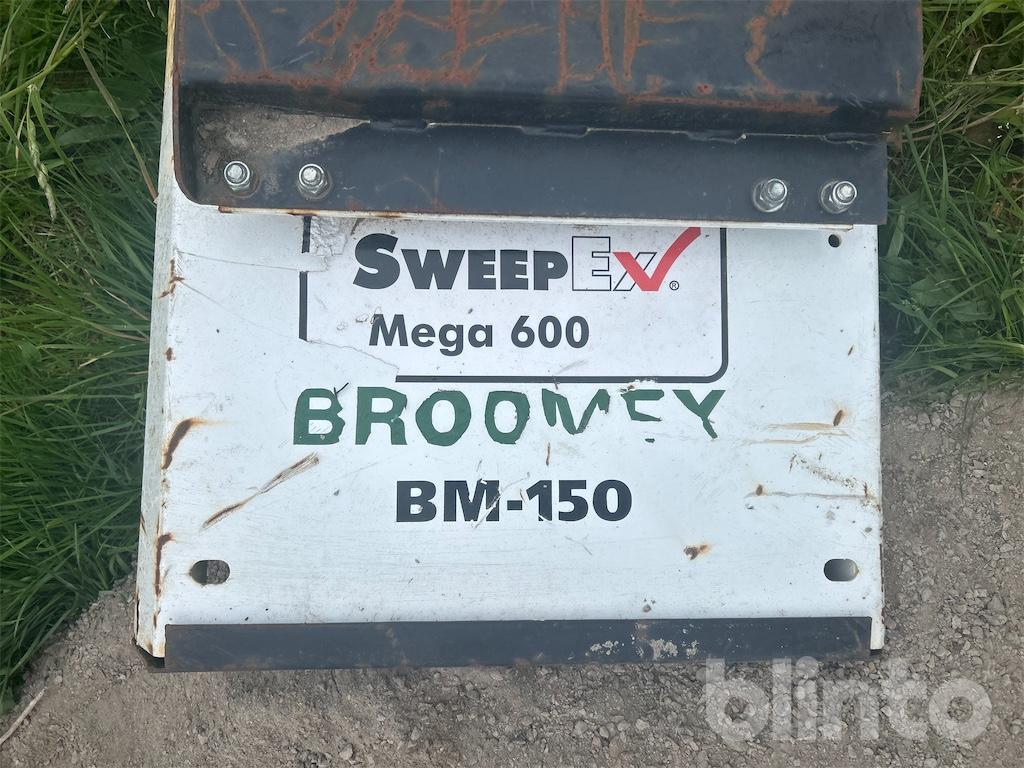 SWEEPEx®
Mega 600
BROOMEY
BM-150
blinto